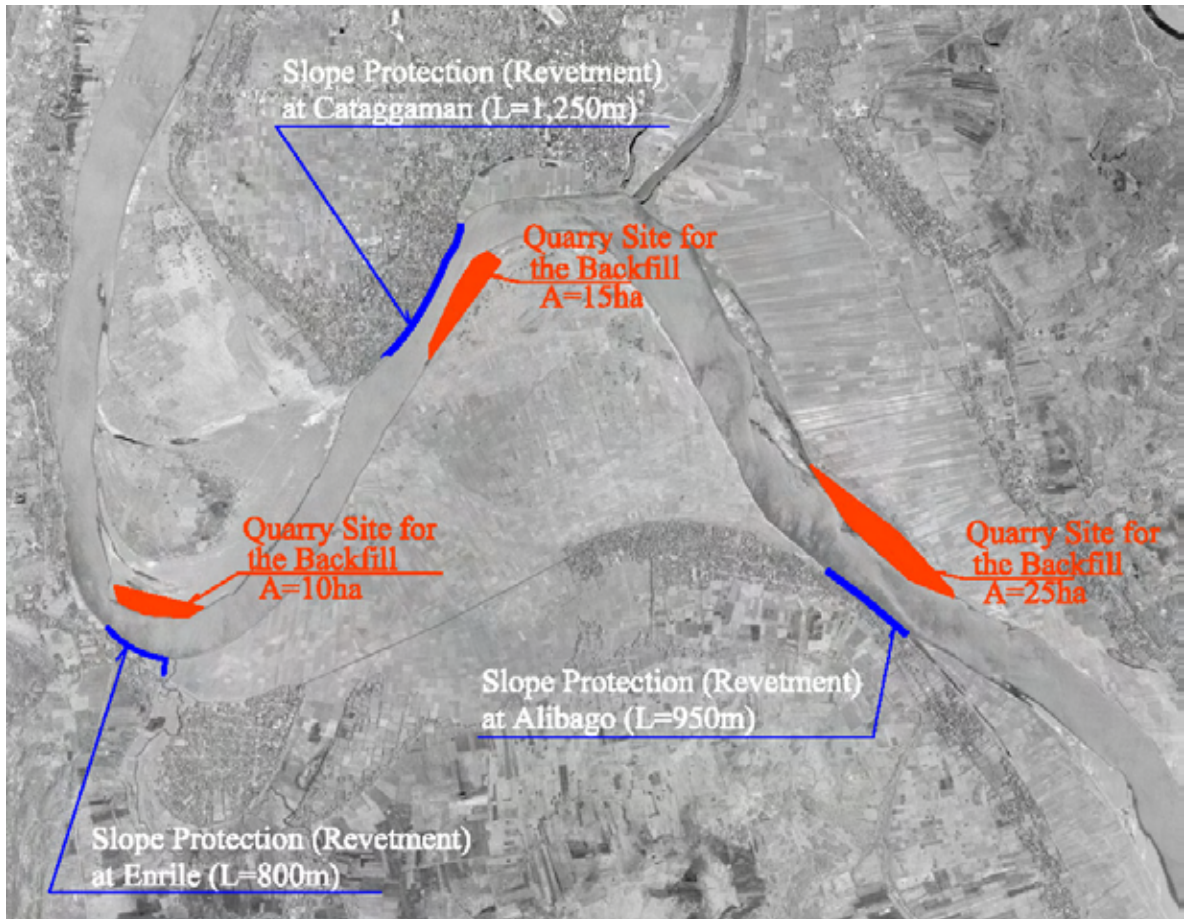 Slope Protection (Revetment)
at Cataggaman (L=1,250m)
Quarry Site for
the Backfill
A=15ha
Quarry Site for
the Backfill
A=10ha
Quarry Site for
the Backfill
A=25ha
Slope Protection (Revetment)
at Alibago (L=950m)
Slope Protection (Revetment)
at Enrile (L=800m)